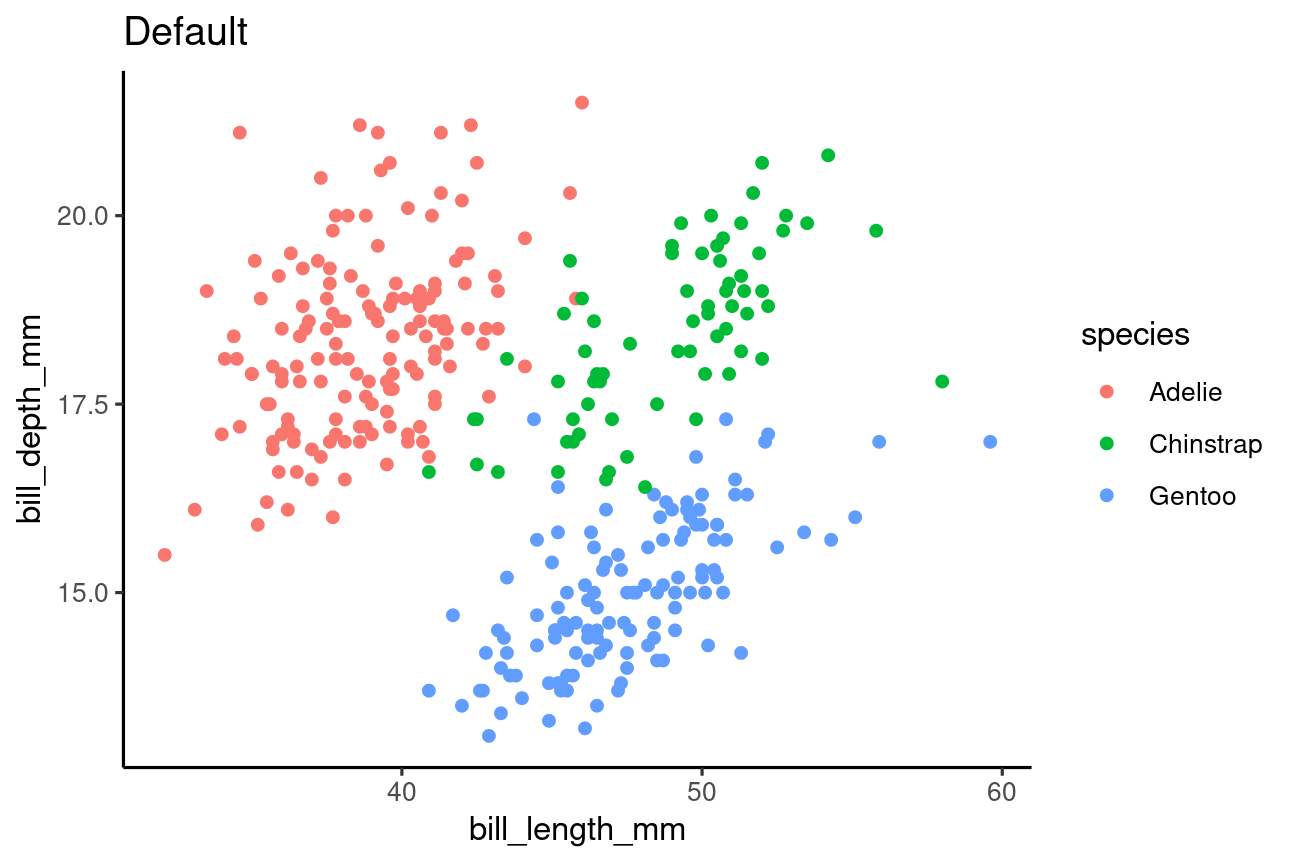 Default
bill_depth_mm
20.0
17.5
15.0
40
50
60
bill_length_mm
species
Adelie
Chinstrap
Gentoo